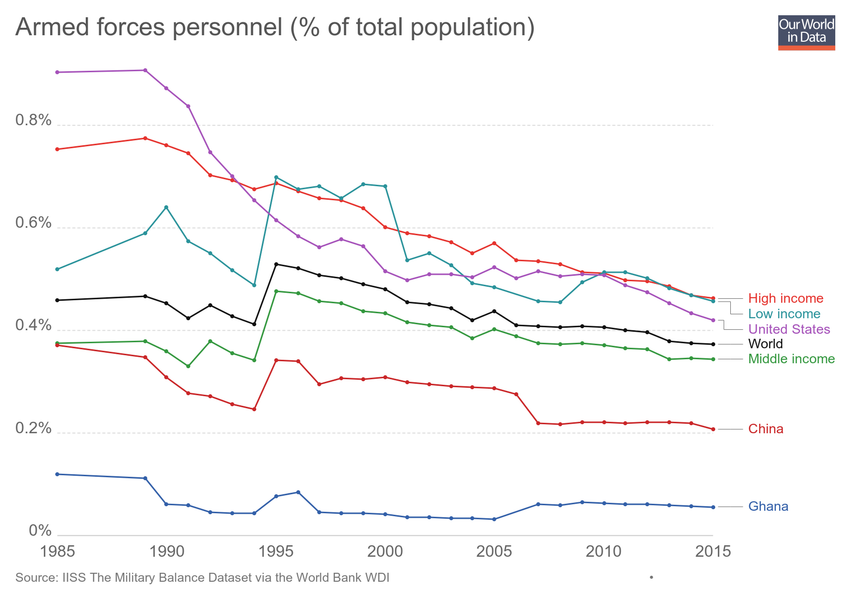 Armed forces personnel (% of total population)
Our World
in Data
0.8%
0.6%
0.4%
0.2%
0%
1985
1990
1995
2000
2005
2010
2015
High income
Low income
United States
World
Middle income
China
Ghana
Source: IISS The Military Balance Dataset via the World Bank WDI